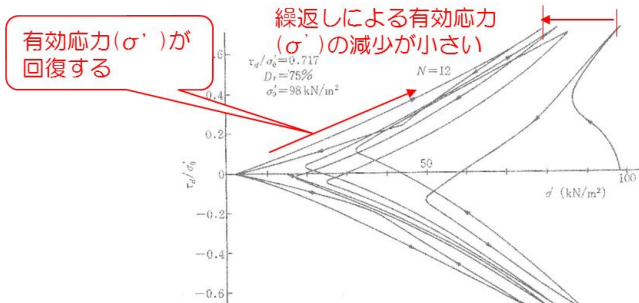 繰返しによる有効応力
(σ')の減少が小さい
有効応力(σ')が
回復する
τd/σ'0=0.717
Dr=75%
σ'0=98kN/m²
N=12
0.6
0.4
0.2
0
-0.2
-0.4
-0.6
τd/σ'0
50
100
σ' (kN/m²)